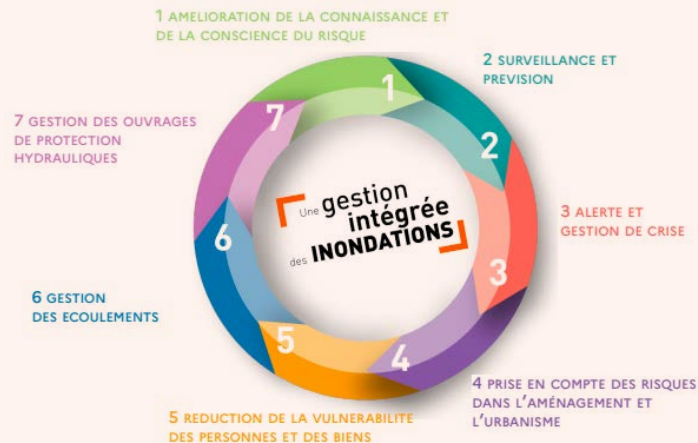 1 AMELIORATION DE LA CONNAISSANCE ET
DE LA CONSCIENCE DU RISQUE
2 SURVEILLANCE ET
PREVISION
3 ALERTE ET
GESTION DE CRISE
4 PRISE EN COMPTE DES RISQUES
DANS L'AMÉNAGEMENT ET
L'URBANISME
5 REDUCTION DE LA VULNERABILITE
DES PERSONNES ET DES BIENS
6 GESTION
DES ECOULEMENTS
7 GESTION DES OUVRAGES
DE PROTECTION
HYDRAULIQUES
1
2
3
4
5
6
7
Une gestion
intégrée
des INONDATIONS